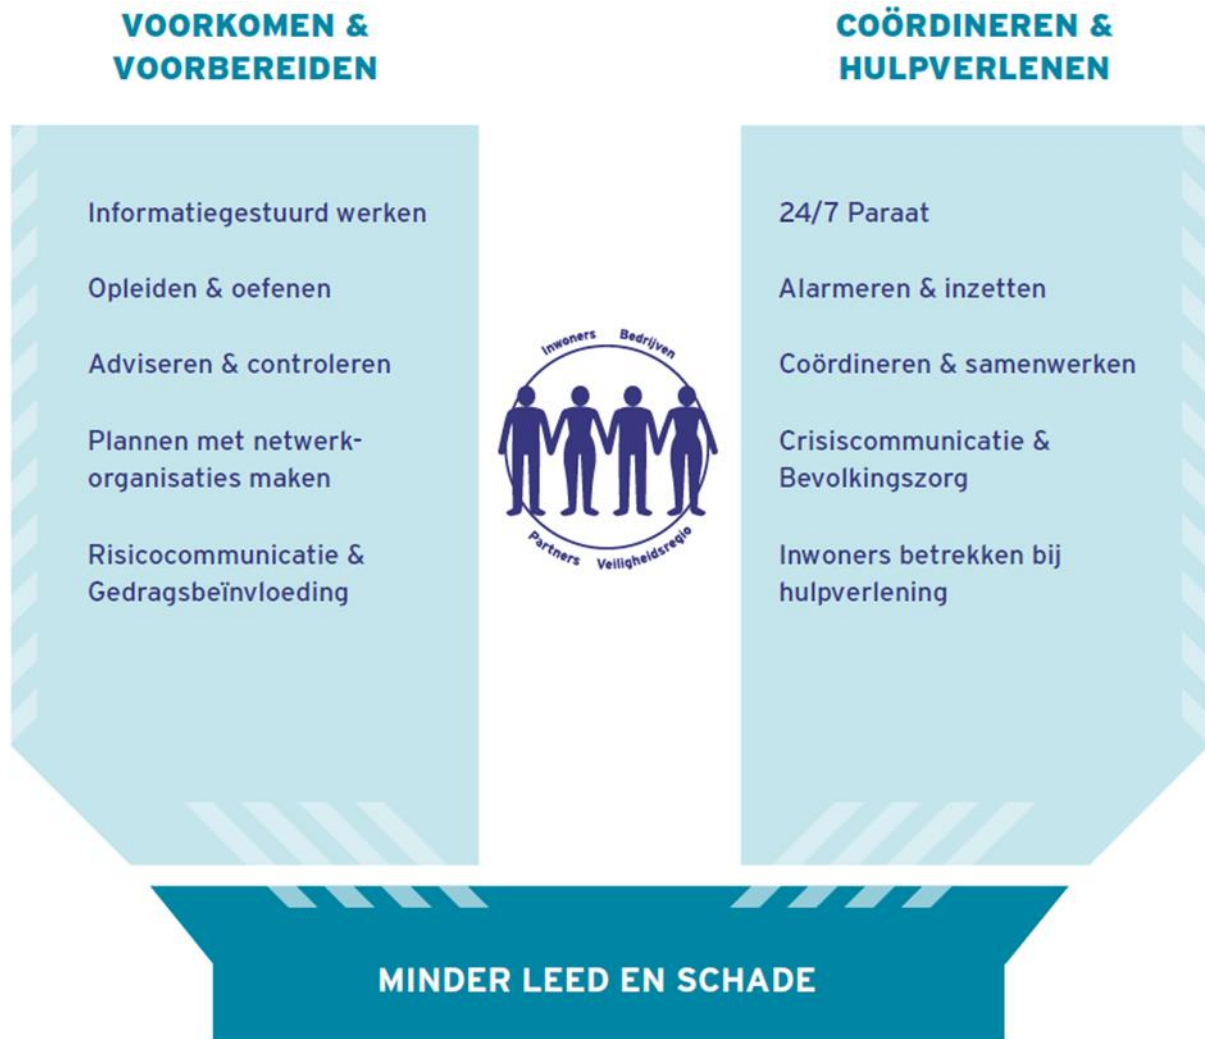 VOORKOMEN &
VOORBEREIDEN
Informatiegestuurd werken
Opleiden & oefenen
Adviseren & controleren
Plannen met netwerk-
organisaties maken
Risicocommunicatie &
Gedragsbeïnvloeding
Inwoners Bedrijven
Partners Veiligheidsregio
COÖRDINEREN &
HULPVERLENEN
24/7 Paraat
Alarmeren & inzetten
Coördineren & samenwerken
Crisiscommunicatie &
Bevolkingszorg
Inwoners betrekken bij
hulpverlening
MINDER LEED EN SCHADE